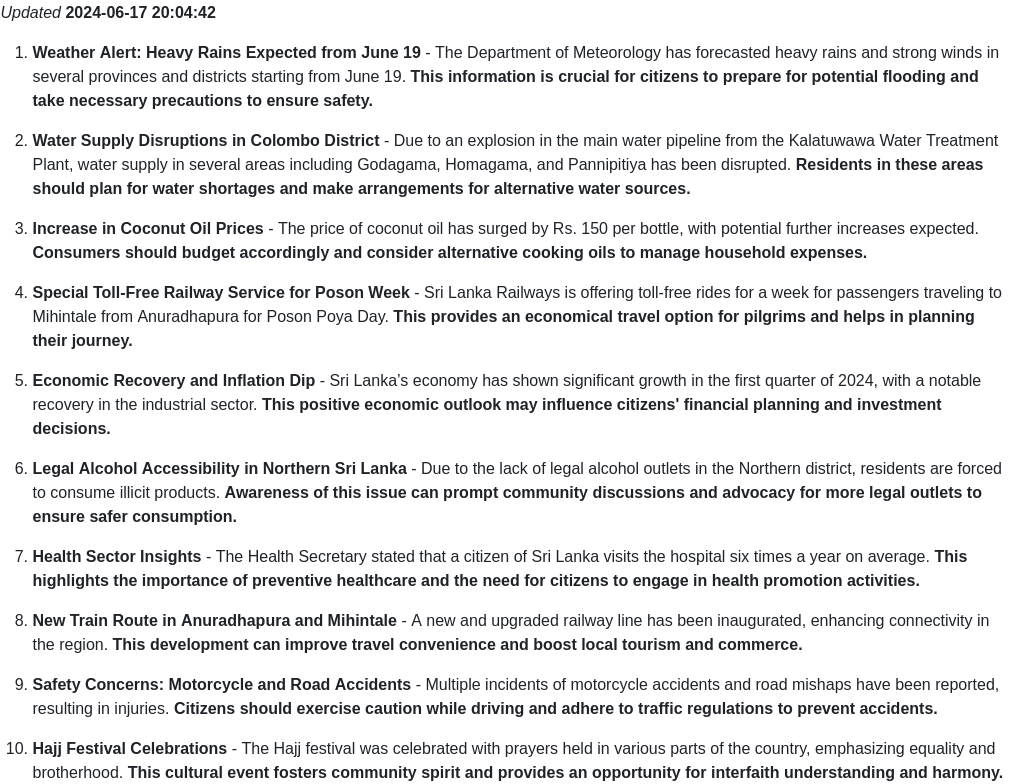 Updated 2024-06-17 20:04:42
1. Weather Alert: Heavy Rains Expected from June 19 - The Department of Meteorology has forecasted heavy rains and strong winds in
several provinces and districts starting from June 19. This information is crucial for citizens to prepare for potential flooding and
take necessary precautions to ensure safety.
2. Water Supply Disruptions in Colombo District - Due to an explosion in the main water pipeline from the Kalatuwawa Water Treatment
Plant, water supply in several areas including Godagama, Homagama, and Pannipitiya has been disrupted. Residents in these areas
should plan for water shortages and make arrangements for alternative water sources.
3. Increase in Coconut Oil Prices - The price of coconut oil has surged by Rs. 150 per bottle, with potential further increases expected.
Consumers should budget accordingly and consider alternative cooking oils to manage household expenses.
4. Special Toll-Free Railway Service for Poson Week - Sri Lanka Railways is offering toll-free rides for a week for passengers traveling to
Mihintale from Anuradhapura for Poson Poya Day. This provides an economical travel option for pilgrims and helps in planning
their journey.
5. Economic Recovery and Inflation Dip - Sri Lanka's economy has shown significant growth in the first quarter of 2024, with a notable
recovery in the industrial sector. This positive economic outlook may influence citizens' financial planning and investment
decisions.
6. Legal Alcohol Accessibility in Northern Sri Lanka - Due to the lack of legal alcohol outlets in the Northern district, residents are forced
to consume illicit products. Awareness of this issue can prompt community discussions and advocacy for more legal outlets to
ensure safer consumption.
7. Health Sector Insights - The Health Secretary stated that a citizen of Sri Lanka visits the hospital six times a year on average. This
highlights the importance of preventive healthcare and the need for citizens to engage in health promotion activities.
8. New Train Route in Anuradhapura and Mihintale - A new and upgraded railway line has been inaugurated, enhancing connectivity in
the region. This development can improve travel convenience and boost local tourism and commerce.
9. Safety Concerns: Motorcycle and Road Accidents - Multiple incidents of motorcycle accidents and road mishaps have been reported,
resulting in injuries. Citizens should exercise caution while driving and adhere to traffic regulations to prevent accidents.
10. Hajj Festival Celebrations - The Hajj festival was celebrated with prayers held in various parts of the country, emphasizing equality and
brotherhood. This cultural event fosters community spirit and provides an opportunity for interfaith understanding and harmony.